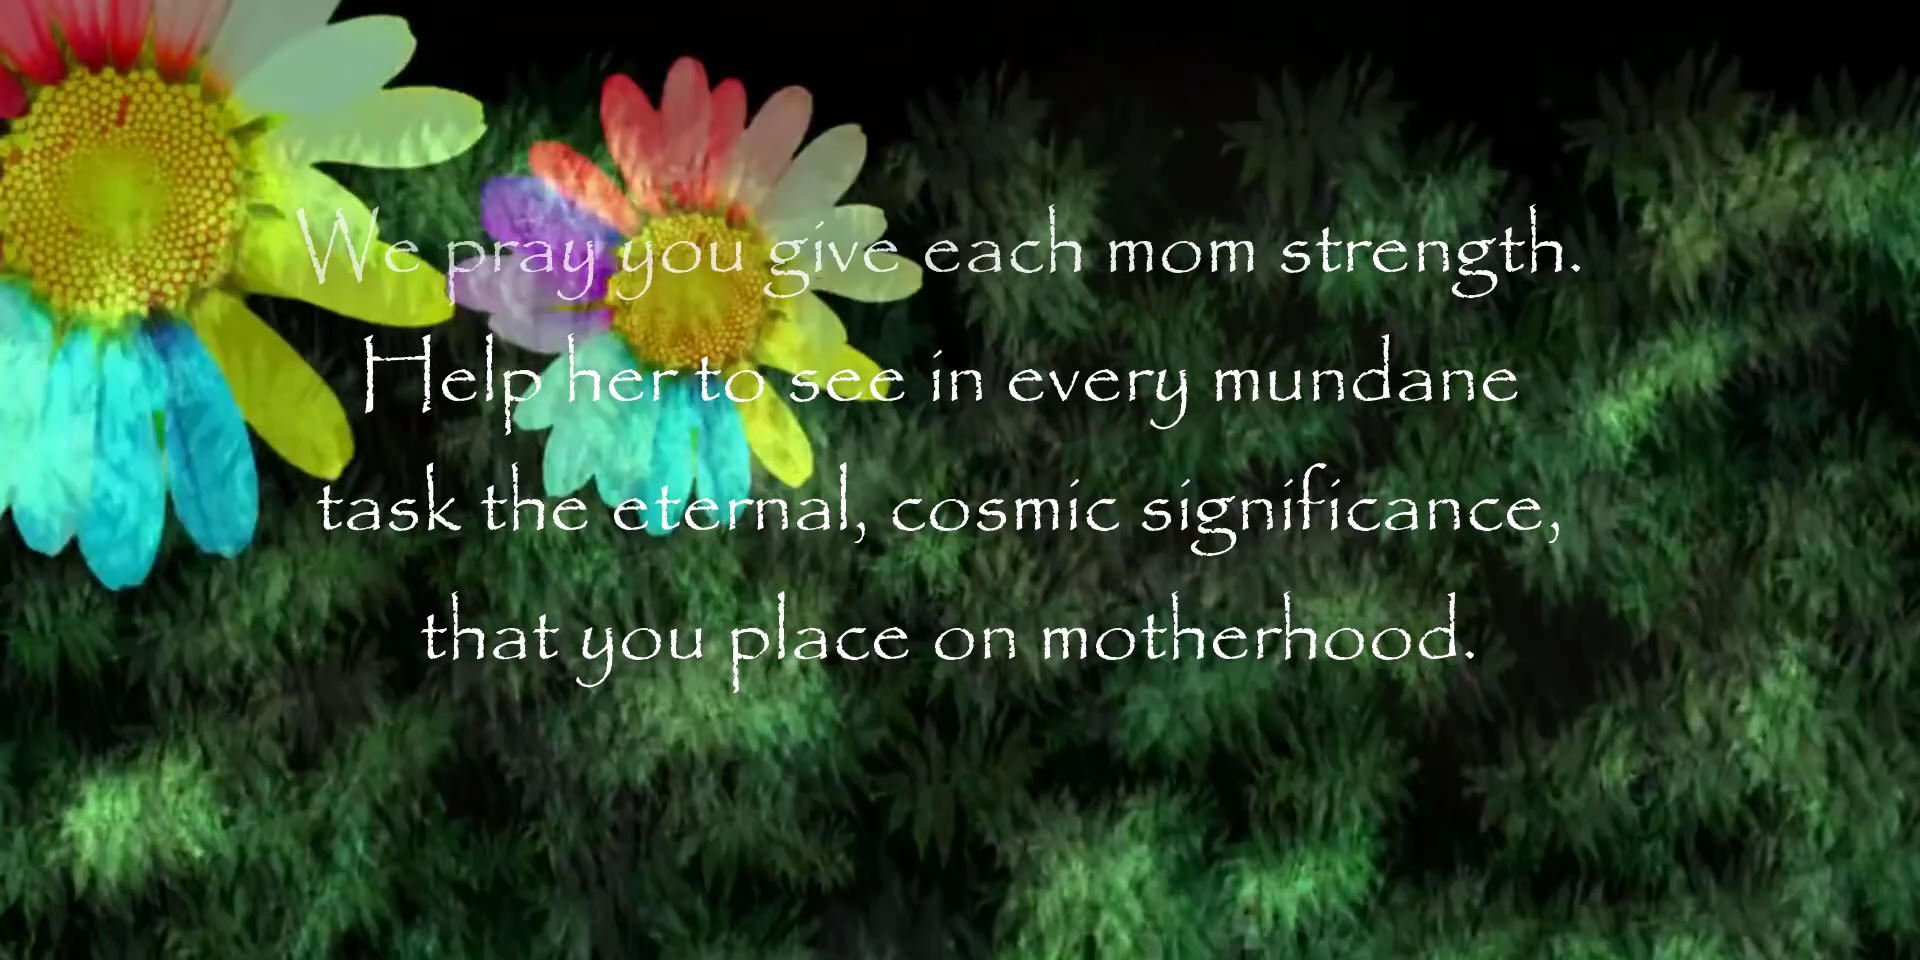 We pray you give each mom strength.
Help her to see in every mundane
task the eternal, cosmic significance,
that you place on motherhood.